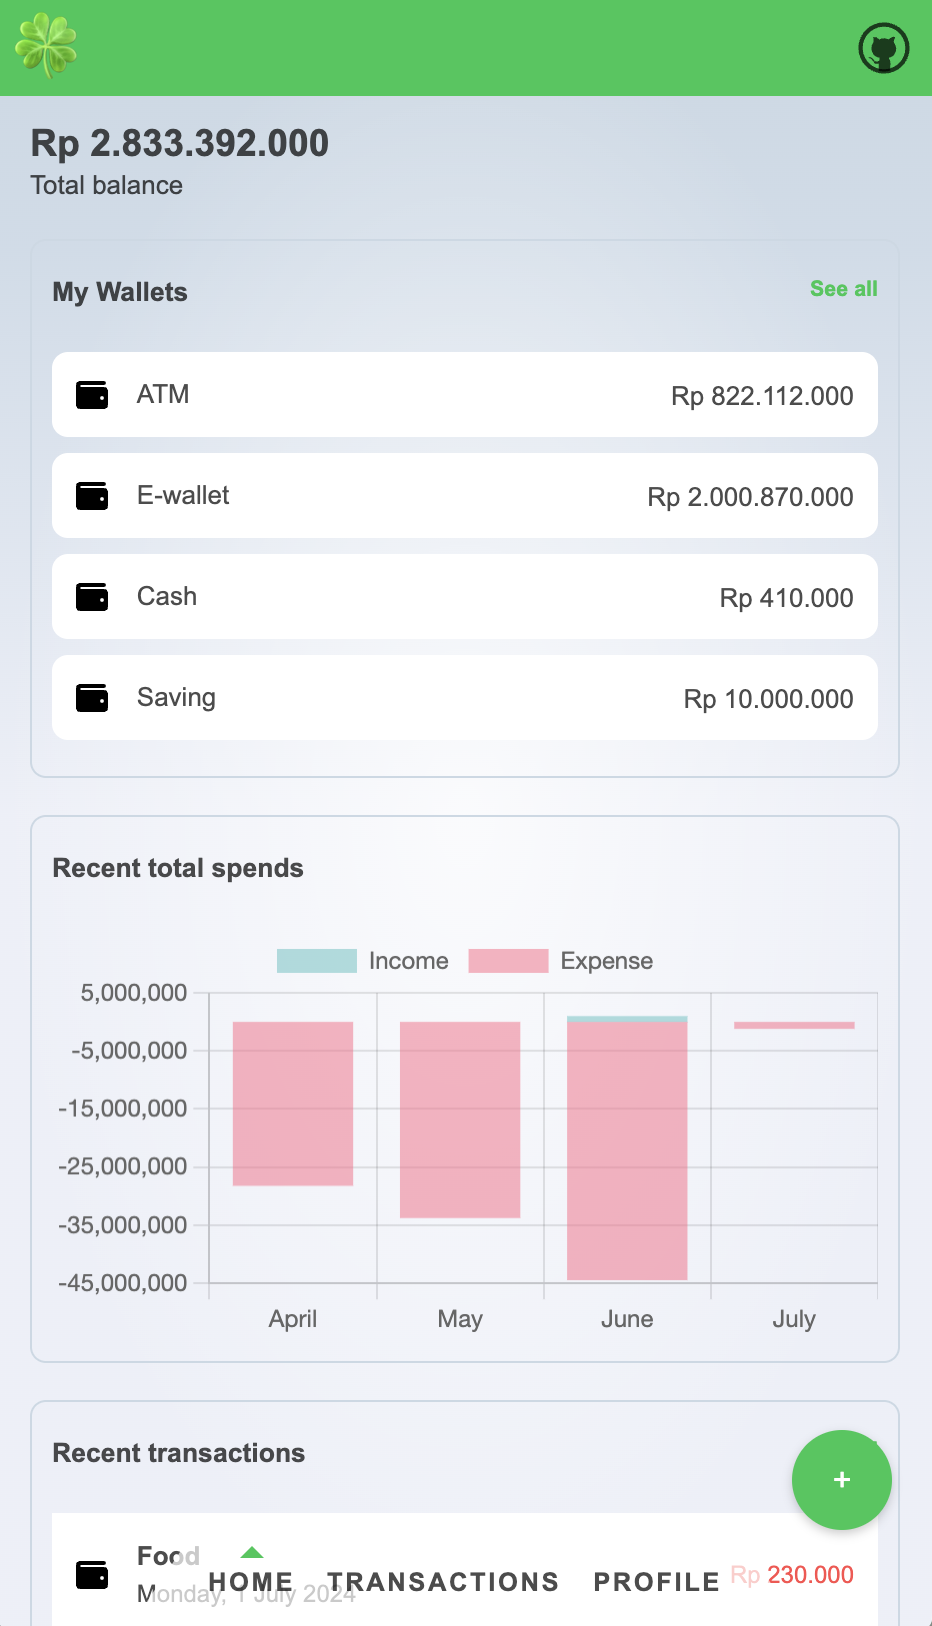 Rp 2.833.392.000
Total balance
My Wallets
See all
ATM
Rp 822.112.000
E-wallet
Rp 2.000.870.000
Cash
Rp 410.000
Saving
Rp 10.000.000
Recent total spends
Income
Expense
5,000,000
-5,000,000
-15,000,000
-25,000,000
-35,000,000
-45,000,000
April
May
June
July
Recent transactions
+
Food
Rp 230.000
Monday, 1 July 2024
HOME
TRANSACTIONS
PROFILE